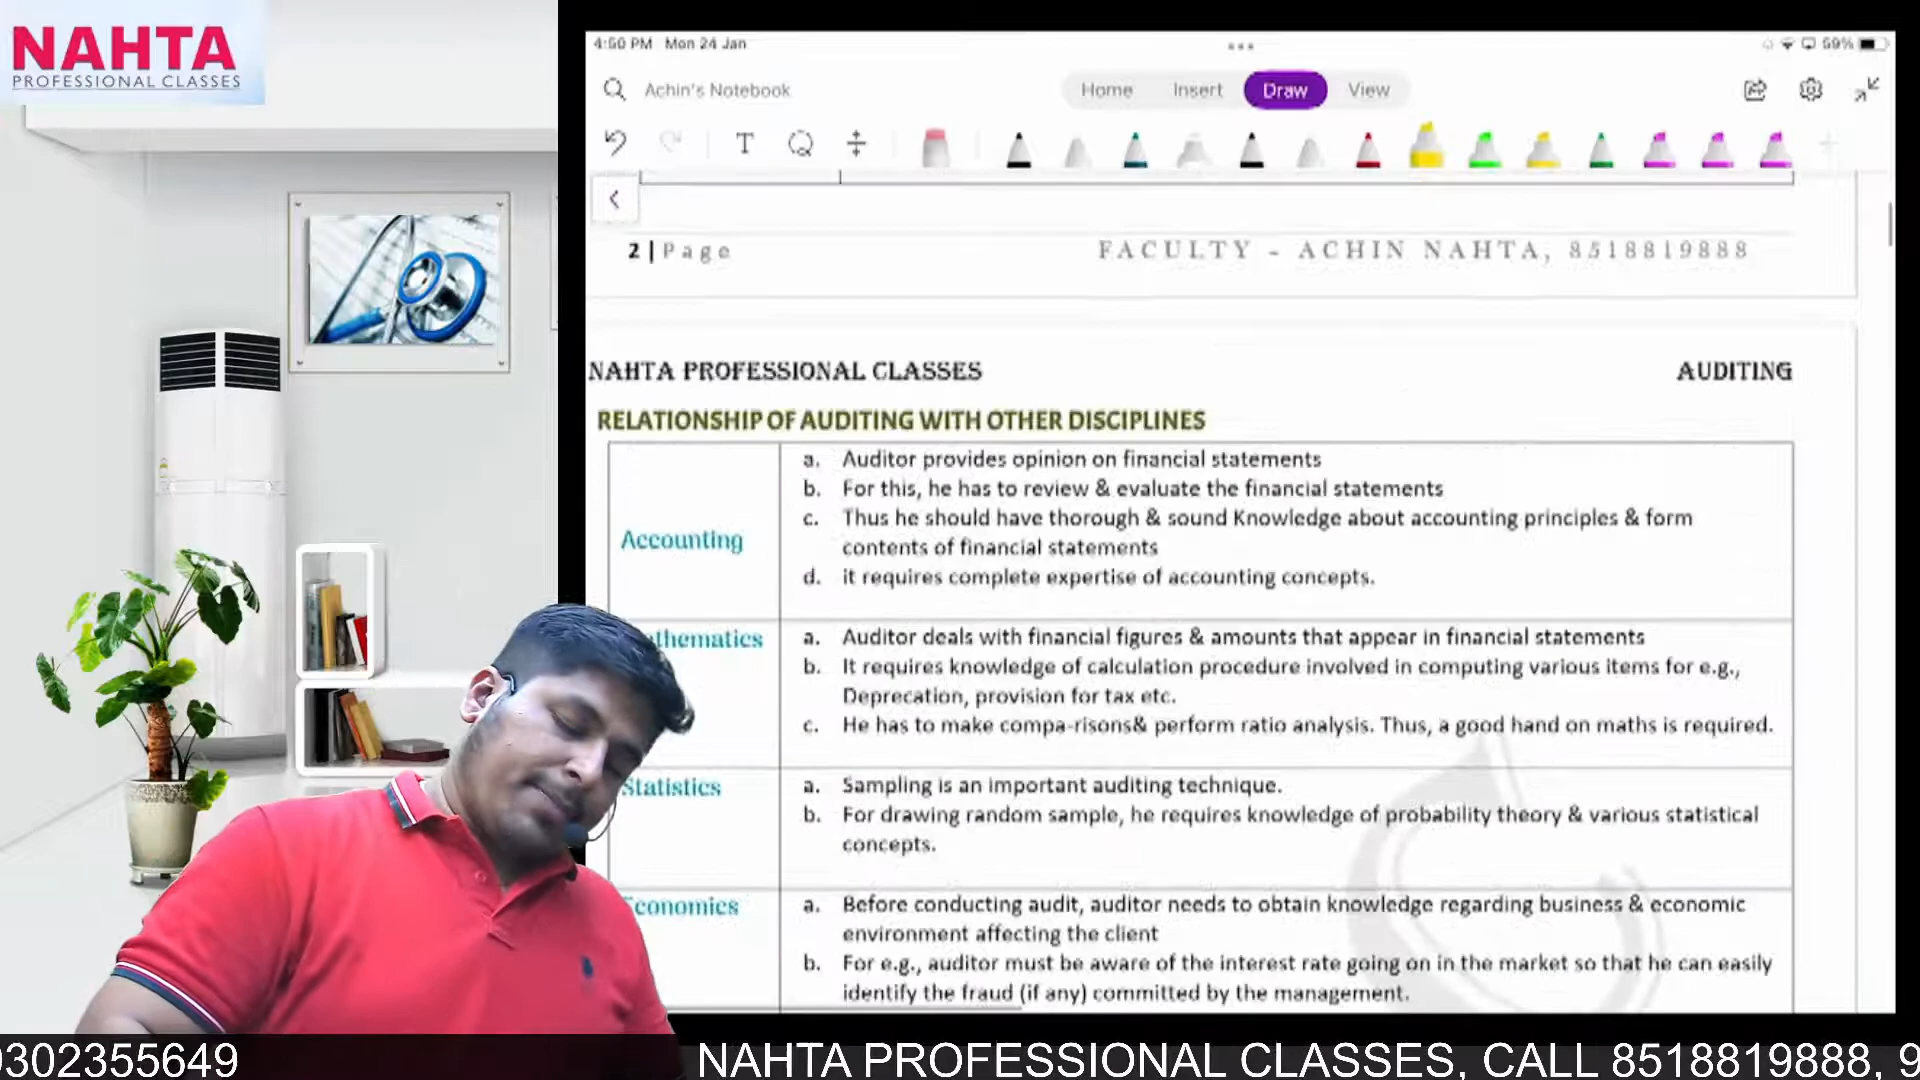 NAHTA
PROFESSIONAL CLASSES
4:50 PM Mon 24 Jan
59%
Achin's Notebook
Home Insert Draw View
T
2 | Page
FACULTY - ACHIN NAHTA, 8518819888
NAHTA PROFESSIONAL CLASSES AUDITING
RELATIONSHIP OF AUDITING WITH OTHER DISCIPLINES
Accounting
a. Auditor provides opinion on financial statements
b. For this, he has to review & evaluate the financial statements
c. Thus he should have thorough & sound Knowledge about accounting principles & form
contents of financial statements
d. it requires complete expertise of accounting concepts.
thematics
a. Auditor deals with financial figures & amounts that appear in financial statements
b. It requires knowledge of calculation procedure involved in computing various items for e.g.,
Deprecation, provision for tax etc.
c. He has to make compa-risons& perform ratio analysis. Thus, a good hand on maths is required.
Statistics
a. Sampling is an important auditing technique.
b. For drawing random sample, he requires knowledge of probability theory & various statistical
concepts.
conomics
a. Before conducting audit, auditor needs to obtain knowledge regarding business & economic
environment affecting the client
b. For e.g., auditor must be aware of the interest rate going on in the market so that he can easily
identify the fraud (if any) committed by the management.
0302355649 NAHTA PROFESSIONAL CLASSES, CALL 8518819888, 9